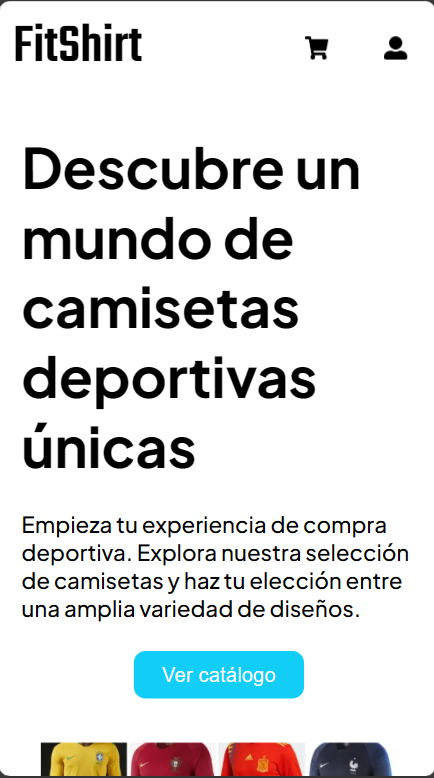 FitShirt
Descubre un
mundo de
camisetas
deportivas
únicas
Empieza tu experiencia de compra
deportiva. Explora nuestra selección
de camisetas y haz tu elección entre
una amplia variedad de diseños.
Ver catálogo